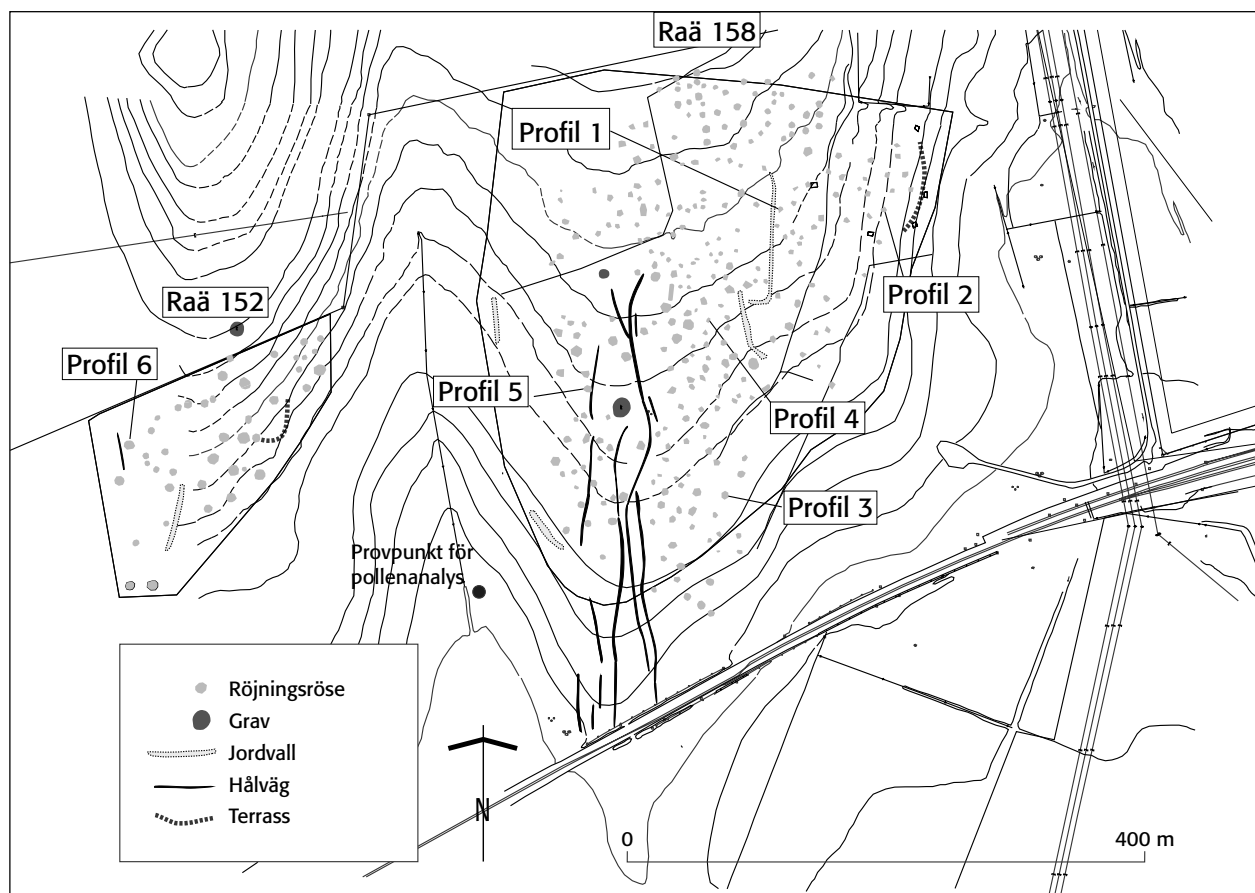 Raä 158
Profil 1
Raä 152
Profil 2
Profil 6
Profil 5
Profil 4
Profil 3
Provpunkt för
pollenanalys
Röjningsröse
Grav
Jordvall
Hålväg
Terrass
N
0
400 m